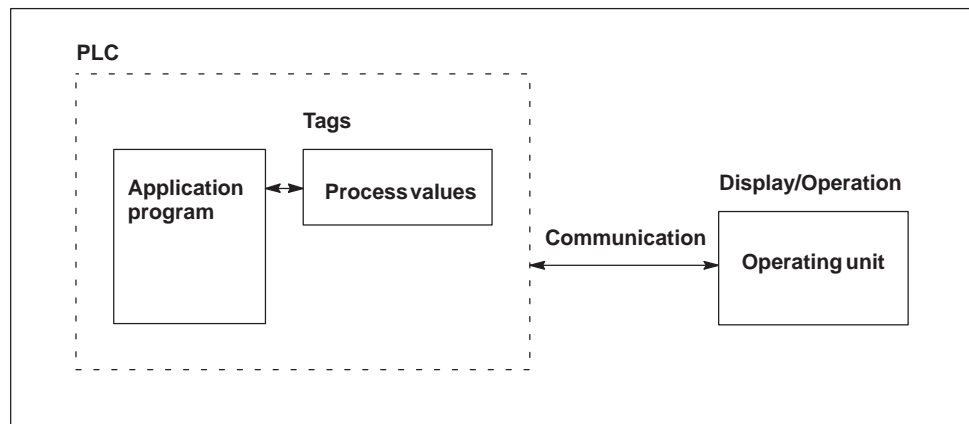 PLC
Tags
Application
program
Process values
Display/Operation
Communication
Operating unit